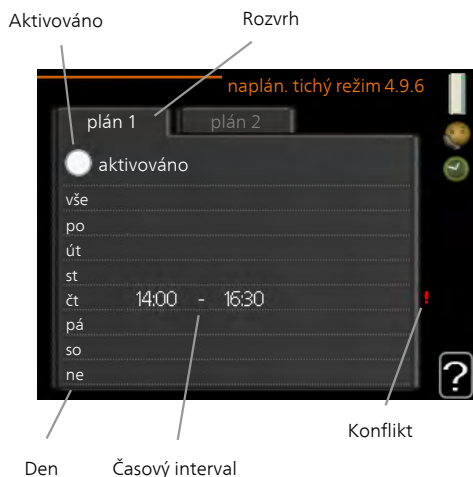 Aktivováno
Rozvrh
naplán. tichý režim 4.9.6
plán 1
plán 2
aktivováno
vše
po
út
st
čt 14:00 - 16:30 !
pá
so
ne
?
Konflikt
Den
Časový interval